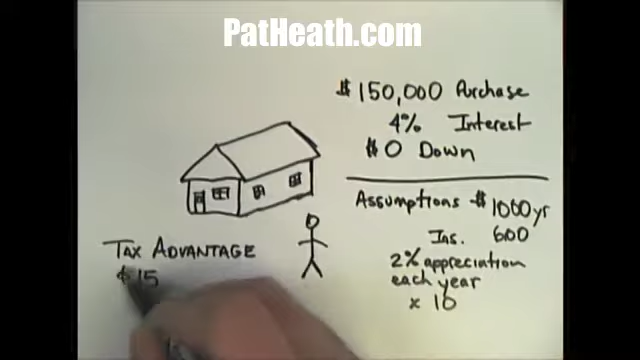 PatHeath.com
$150,000 Purchase
4% Interest
$0 Down
Assumptions $1000 yr
Ins. 600
2% appreciation
each year
x 10
TAX ADVANTAGE
$15